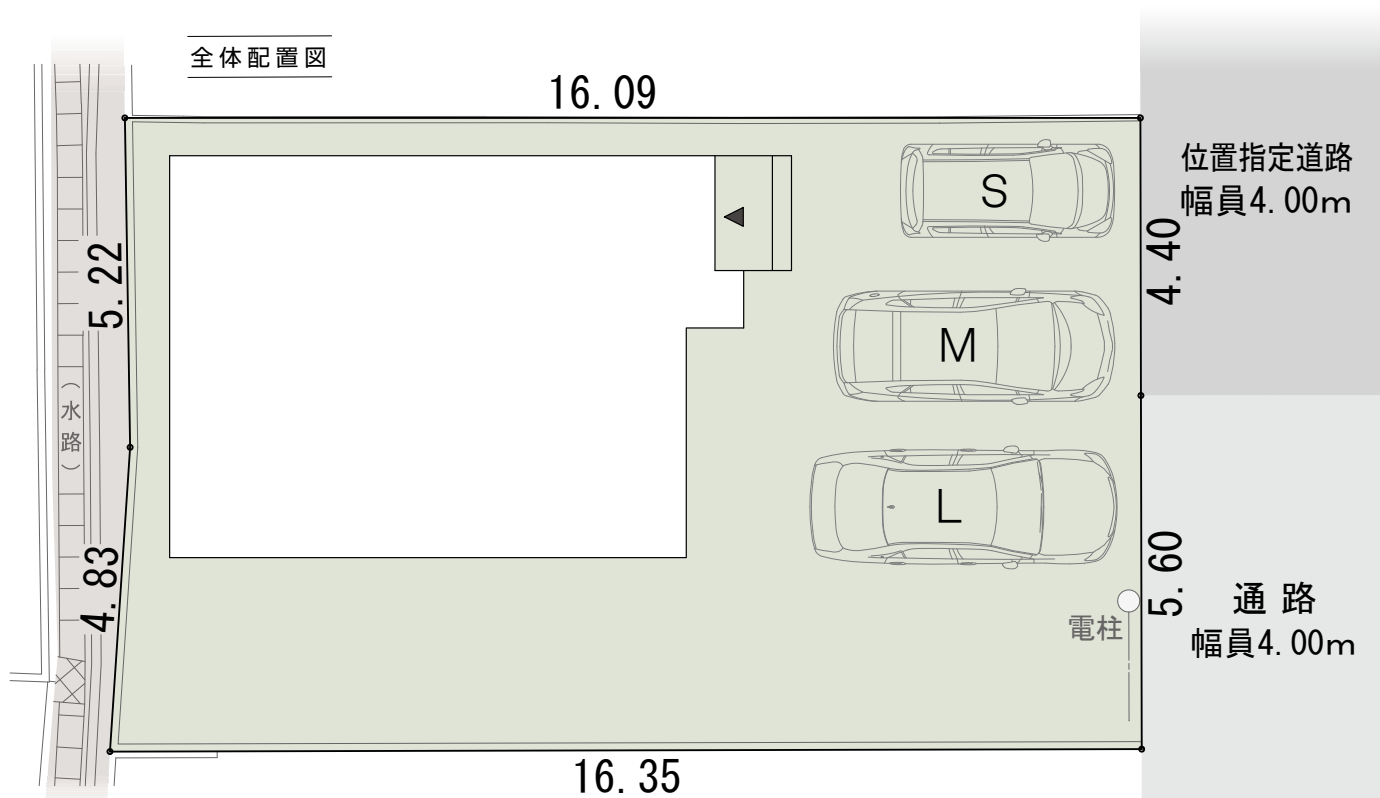 全体配置図
16.09
位置指定道路
幅員4.00m
S
4.40
5.22
M
（水路）
L
4.83
5.60
電柱
通路
幅員4.00m
16.35